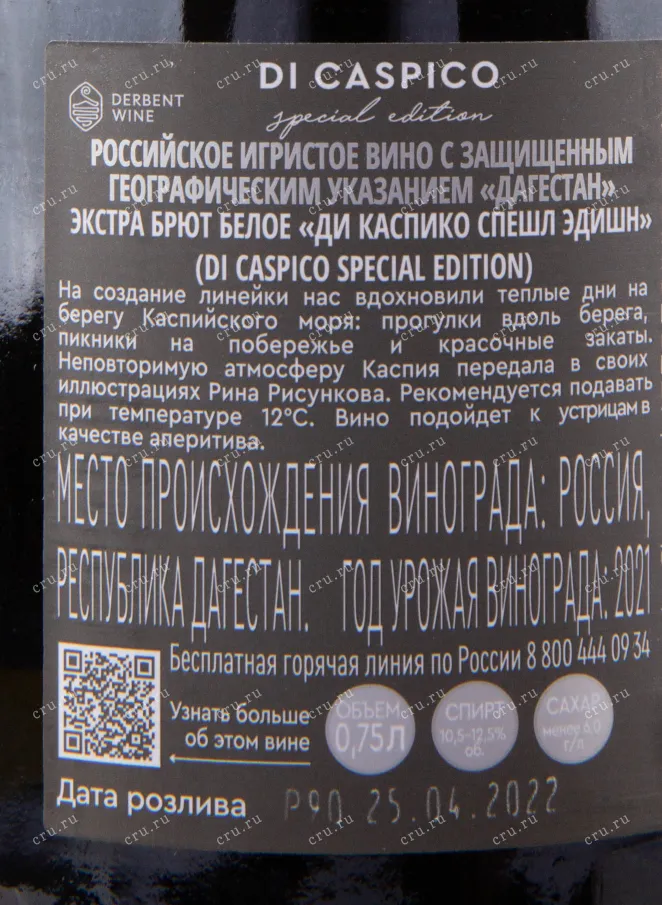 DI CASPICO
DERBENT
WINE
special edition
РОССИЙСКОЕ ИГРИСТОЕ ВИНО С ЗАЩИЩЕННЫМ
ГЕОГРАФИЧЕСКИМ УКАЗАНИЕМ «ДАГЕСТАН»
ЭКСТРА БРЮТ БЕЛОЕ «ДИ КАСПИКО СПЕШЛ ЭДИШН»
(DI CASPICO SPECIAL EDITION)
На создание линейки нас вдохновили теплые дни на
берегу Каспийского моря: прогулки вдоль берега,
пикники на побережье и красочные закаты.
Неповторимую атмосферу Каспия передала в своих
иллюстрациях Рина Рисункова. Рекомендуется подавать
при температуре 12°C. Вино подойдет к устрицам в
качестве аперитива.
МЕСТО ПРОИСХОЖДЕНИЯ ВИНОГРАДА: РОССИЯ,
РЕСПУБЛИКА ДАГЕСТАН. ГОД УРОЖАЯ ВИНОГРАДА: 2021
Бесплатная горячая линия по России 8 800 444 09 34
Узнать больше
об этом вине
ОБЪЕМ
0,75Л
СПИРТ
10,5-12,5%
об.
САХАР
менее 6,0
г/л
Дата розлива P90 25.04.2022
cru.ru